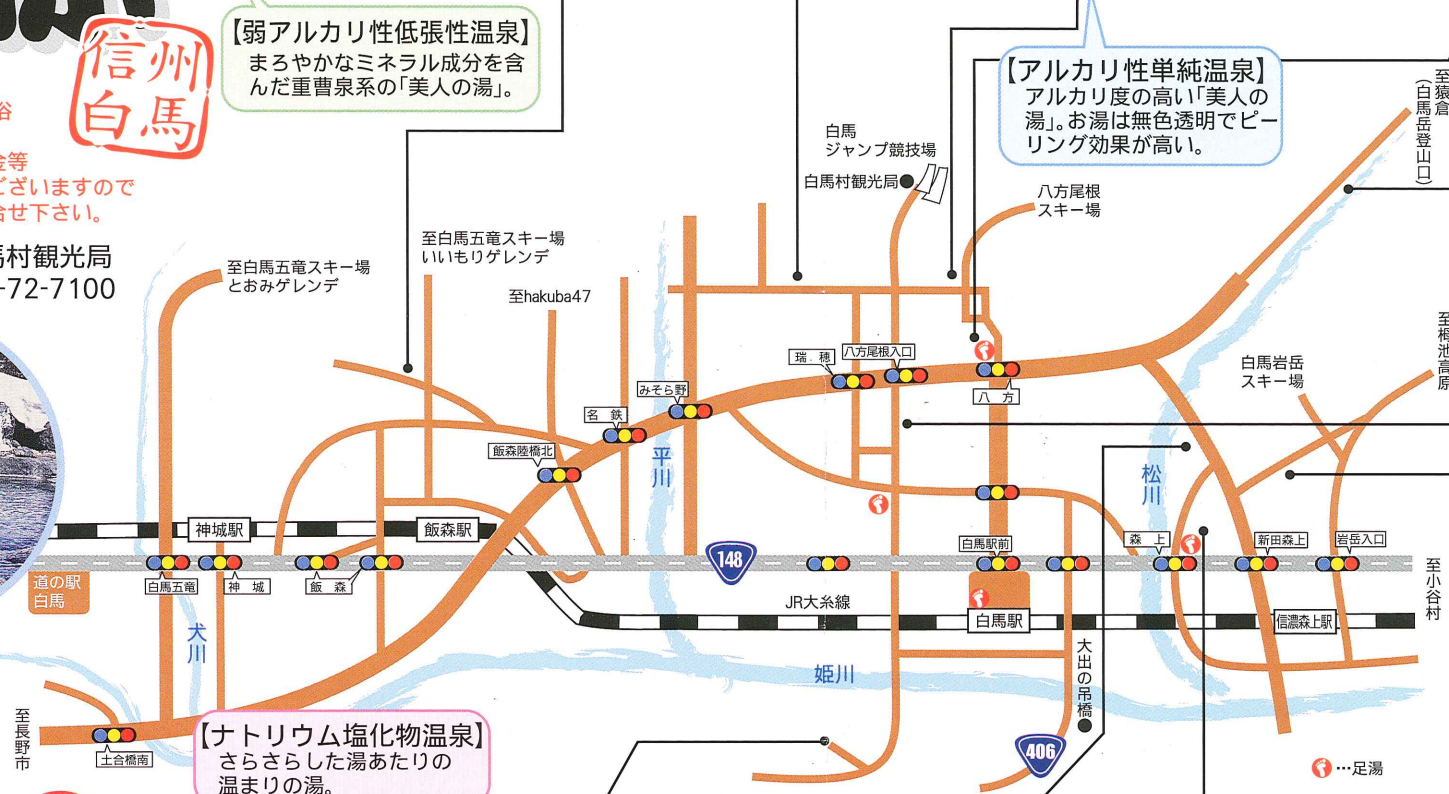 信州
白馬
【弱アルカリ性低張性温泉】
まろやかなミネラル成分を含
んだ重曹泉系の「美人の湯」。
【アルカリ性単純温泉】
アルカリ度の高い「美人の
湯」。お湯は無色透明でピー
リング効果が高い。
至猿倉
(白馬岳登山口)
白馬
ジャンプ競技場
白馬村観光局
八方尾根
スキー場
金等
ございますので
合せ下さい。
馬村観光局
-72-7100
至白馬五竜スキー場
とおみゲレンデ
至白馬五竜スキー場
いいもりゲレンデ
至hakuba47
瑞 穂
八方尾根入口
八 方
白馬岩岳
スキー場
至栂池高原
みそら野
名 鉄
飯森陸橋北
平川
松川
神城駅
飯森駅
白馬駅前
森 上
新田森上
岩岳入口
148
道の駅
白馬
白馬五竜
神 城
飯 森
至小谷村
JR大糸線
白馬駅
信濃森上駅
犬川
姫川
大出の吊橋
至長野市
土合橋南
【ナトリウム塩化物温泉】
さらさらした湯あたりの
温まりの湯。
406
…足湯